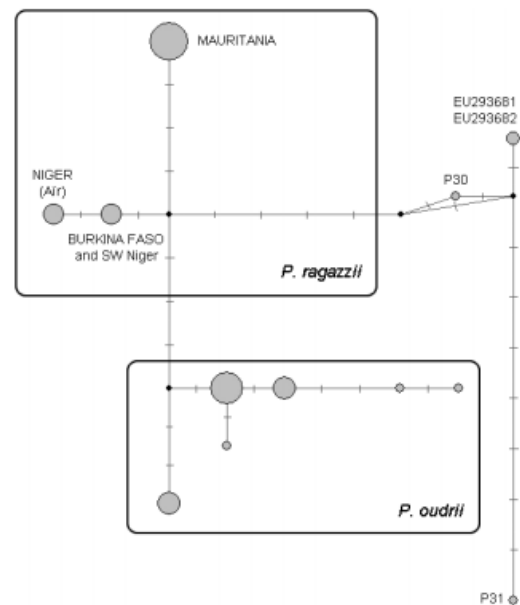 MAURITANIA
EU293681
EU293682
P30
NIGER
(Aïr)
BURKINA FASO
and SW Niger
P. ragazzii
P. oudrii
P31